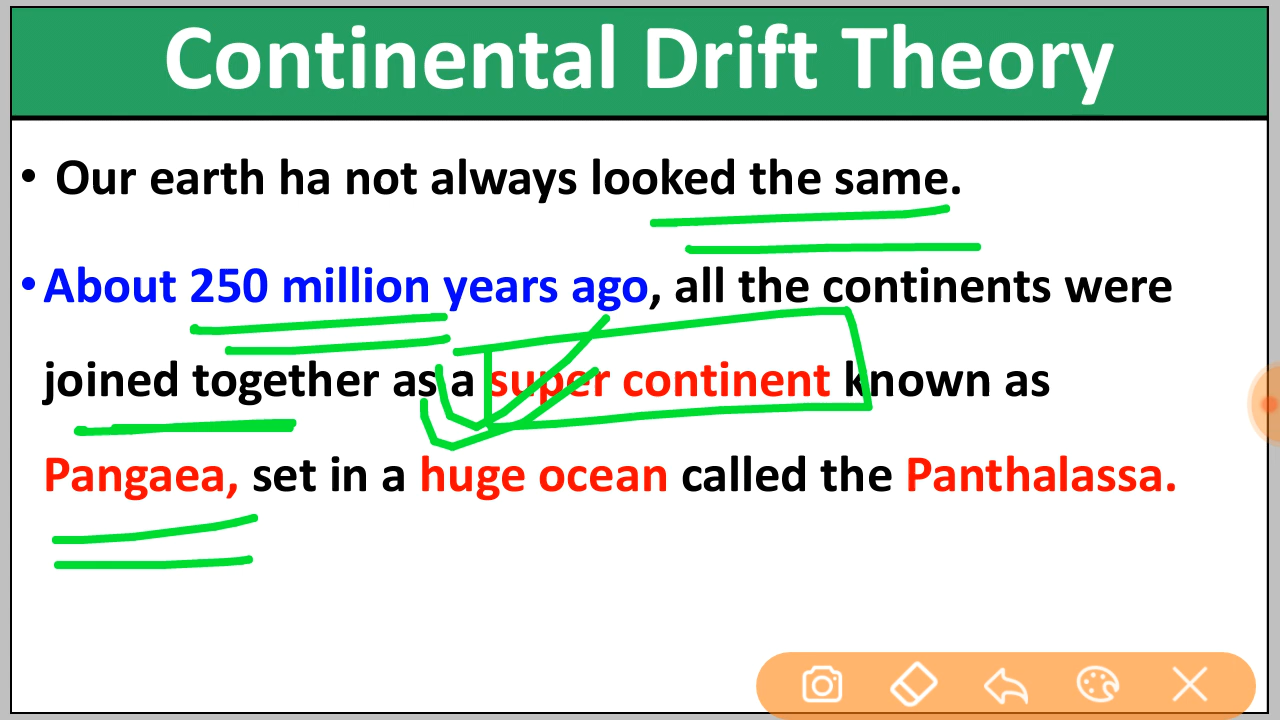 Continental Drift Theory
• Our earth ha not always looked the same.
• About 250 million years ago, all the continents were
joined together as a super continent known as
Pangaea, set in a huge ocean called the Panthalassa.